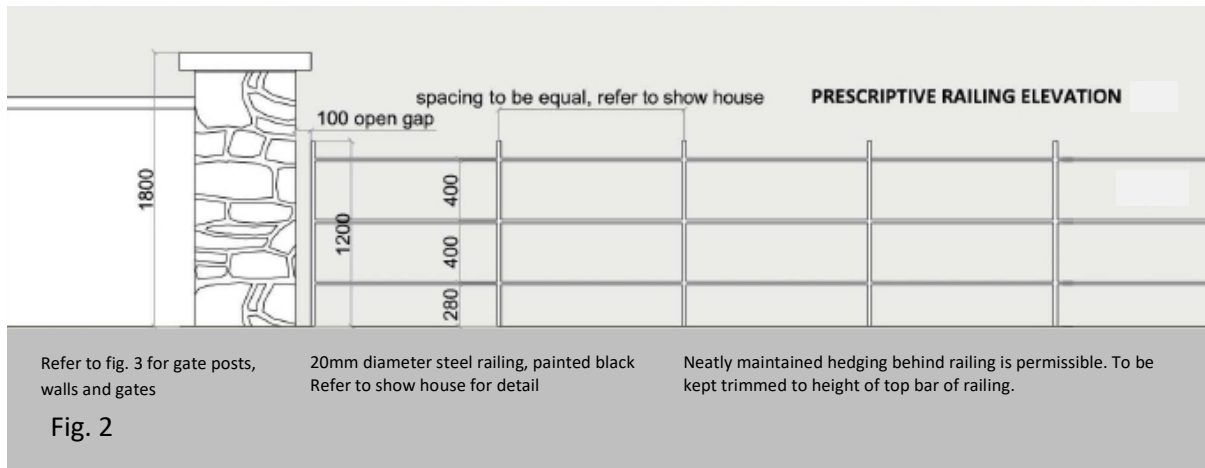 PRESCRIPTIVE RAILING ELEVATION
spacing to be equal, refer to show house
100 open gap
1800
1200
400
400
280
Refer to fig. 3 for gate posts,
walls and gates
20mm diameter steel railing, painted black
Refer to show house for detail
Neatly maintained hedging behind railing is permissible. To be
kept trimmed to height of top bar of railing.
Fig. 2